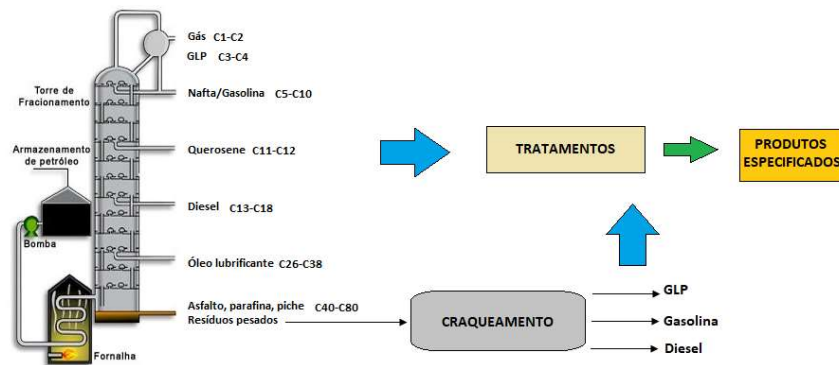 Gás C1-C2
GLP C3-C4
Torre de
Fracionamento
Nafta/Gasolina C5-C10
Armazenamento
de petróleo
Querosene C11-C12
Diesel C13-C18
Bomba
Óleo lubrificante C26-C38
Asfalto, parafina, piche C40-C80
Resíduos pesados
Fornalha
TRATAMENTOS
PRODUTOS
ESPECIFICADOS
CRAQUEAMENTO
GLP
Gasolina
Diesel